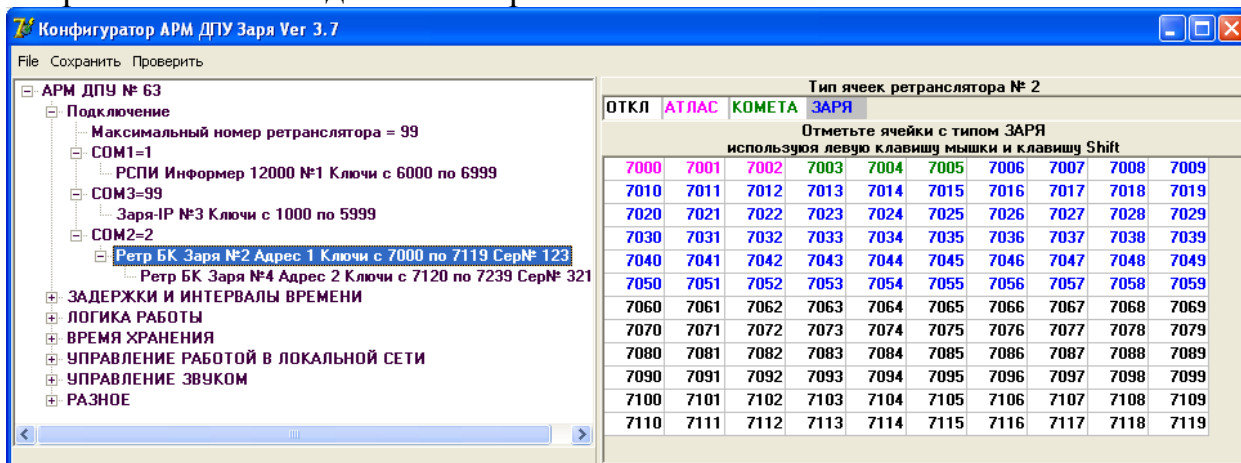 Конфигуратор АРМ ДПУ Заря Ver 3.7
File Сохранить Проверить
АРМ ДПУ № 63
Подключение
Максимальный номер ретранслятора = 99
COM1=1
РСПИ Информер 12000 №1 Ключи с 6000 по 6999
COM3=99
Заря-IP №3 Ключи с 1000 по 5999
COM2=2
Ретр БК Заря №2 Адрес 1 Ключи с 7000 по 7119 Сер№ 123
Ретр БК Заря №4 Адрес 2 Ключи с 7120 по 7239 Сер№ 321
ЗАДЕРЖКИ И ИНТЕРВАЛЫ ВРЕМЕНИ
ЛОГИКА РАБОТЫ
ВРЕМЯ ХРАНЕНИЯ
УПРАВЛЕНИЕ РАБОТОЙ В ЛОКАЛЬНОЙ СЕТИ
УПРАВЛЕНИЕ ЗВУКОМ
РАЗНОЕ
Тип ячеек ретранслятора № 2
ОТКЛ АТЛАС КОМЕТА ЗАРЯ
Отметьте ячейки с типом ЗАРЯ
используюя левую клавишу мышки и клавишу Shift
7000 7001 7002 7003 7004 7005 7006 7007 7008 7009
7010 7011 7012 7013 7014 7015 7016 7017 7018 7019
7020 7021 7022 7023 7024 7025 7026 7027 7028 7029
7030 7031 7032 7033 7034 7035 7036 7037 7038 7039
7040 7041 7042 7043 7044 7045 7046 7047 7048 7049
7050 7051 7052 7053 7054 7055 7056 7057 7058 7059
7060 7061 7062 7063 7064 7065 7066 7067 7068 7069
7070 7071 7072 7073 7074 7075 7076 7077 7078 7079
7080 7081 7082 7083 7084 7085 7086 7087 7088 7089
7090 7091 7092 7093 7094 7095 7096 7097 7098 7099
7100 7101 7102 7103 7104 7105 7106 7107 7108 7109
7110 7111 7112 7113 7114 7115 7116 7117 7118 7119